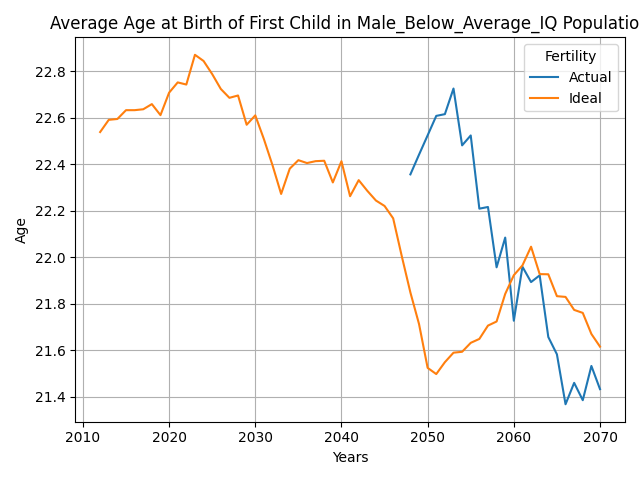 Average Age at Birth of First Child in Male_Below_Average_IQ Populatio
Fertility
Actual
Ideal
22.8
22.6
22.4
22.2
22.0
21.8
21.6
21.4
Age
2010 2020 2030 2040 2050 2060 2070
Years